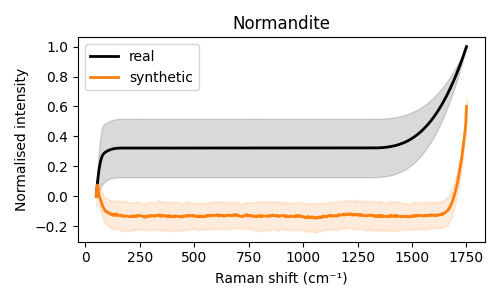 Normandite
Normalised intensity
1.0
0.8
0.6
0.4
0.2
0.0
−0.2
real
synthetic
0 250 500 750 1000 1250 1500 1750
Raman shift (cm⁻¹)